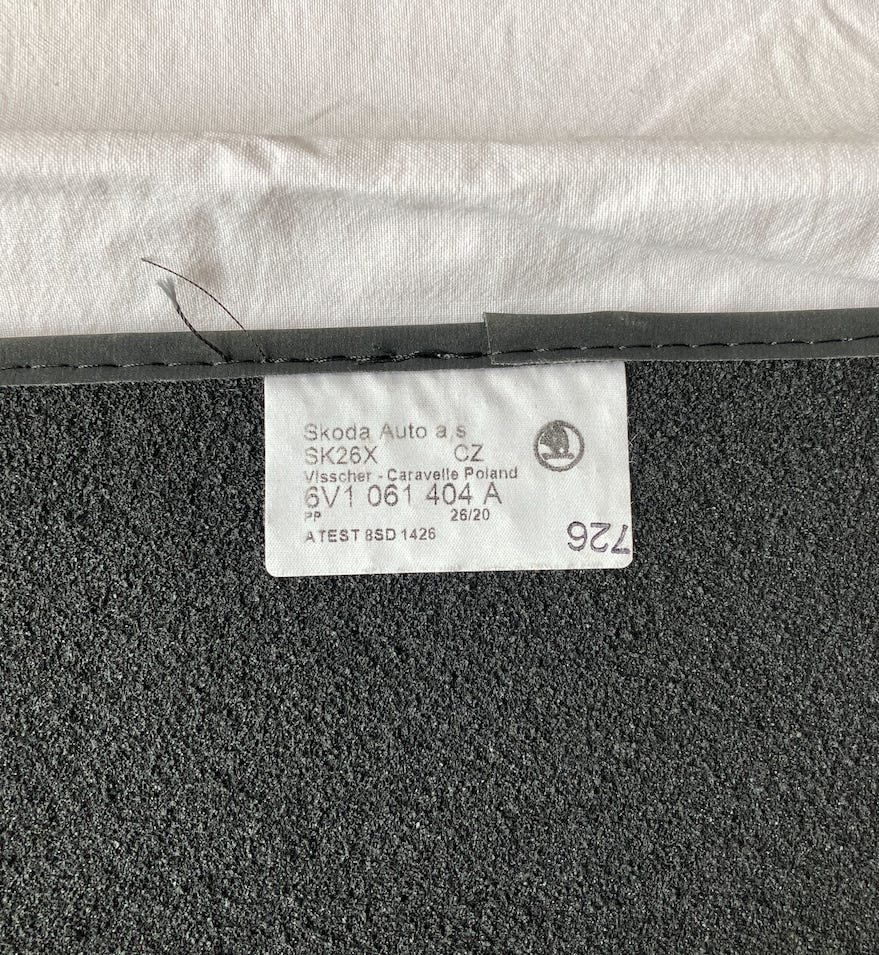 Skoda Auto a,s
SK26X CZ
Visscher - Caravelle Poland
6V1 061 404 A
PP 26/20
ATEST 8SD 1426
726